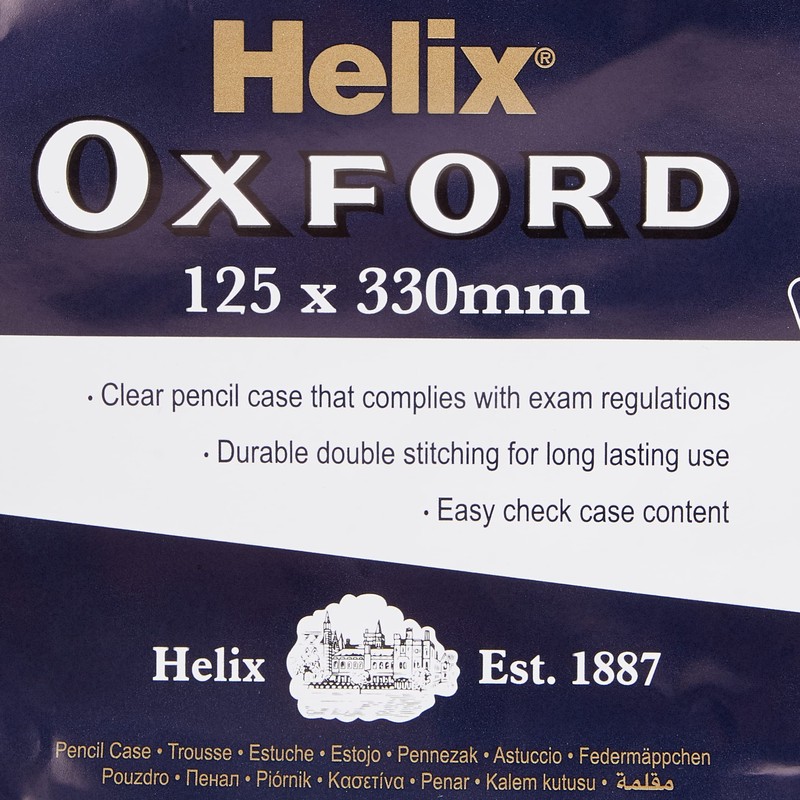 Helix®
OXFORD
125 x 330mm
· Clear pencil case that complies with exam regulations
· Durable double stitching for long lasting use
· Easy check case content
Helix Est. 1887
Pencil Case • Trousse • Estuche • Estojo • Pennezak • Astuccio • Federmäppchen
Pouzdro • Пенал • Piórnik • Κασετίνα • Penar • Kalem kutusu • مقلمة